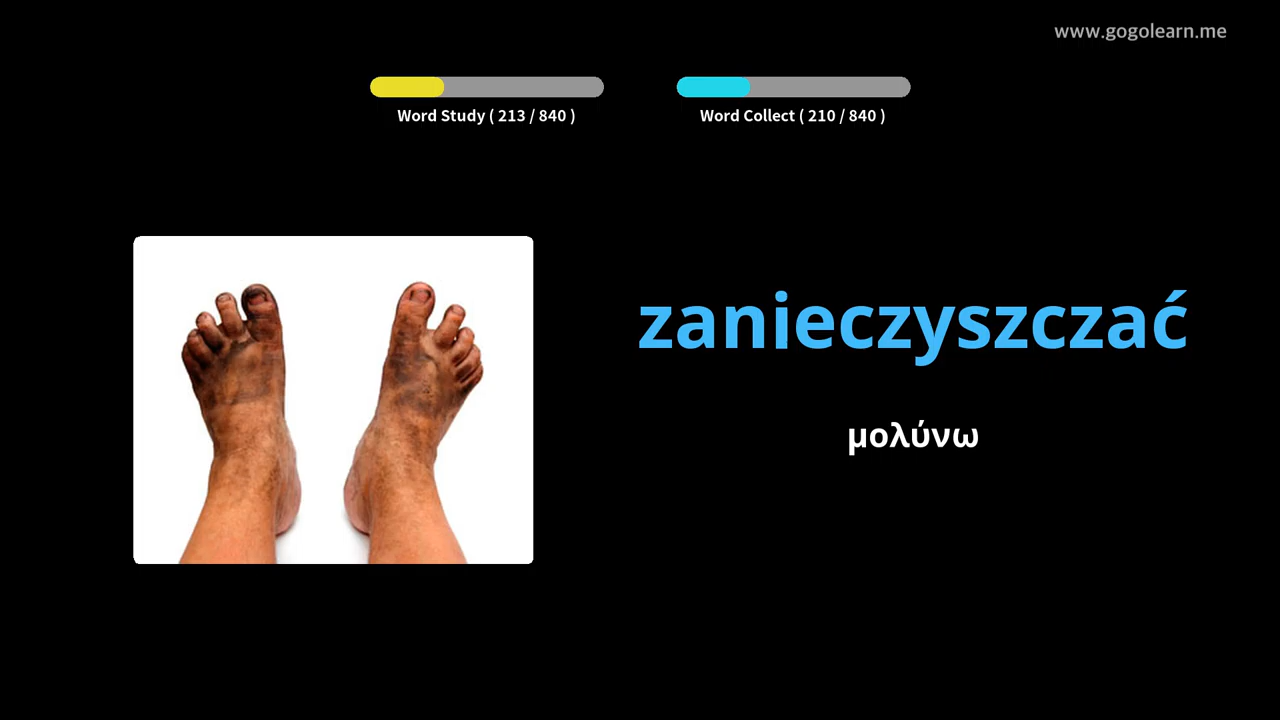 www.gogolearn.me
Word Study ( 213 / 840 )
Word Collect ( 210 / 840 )
zanieczyszczać
μολύνω